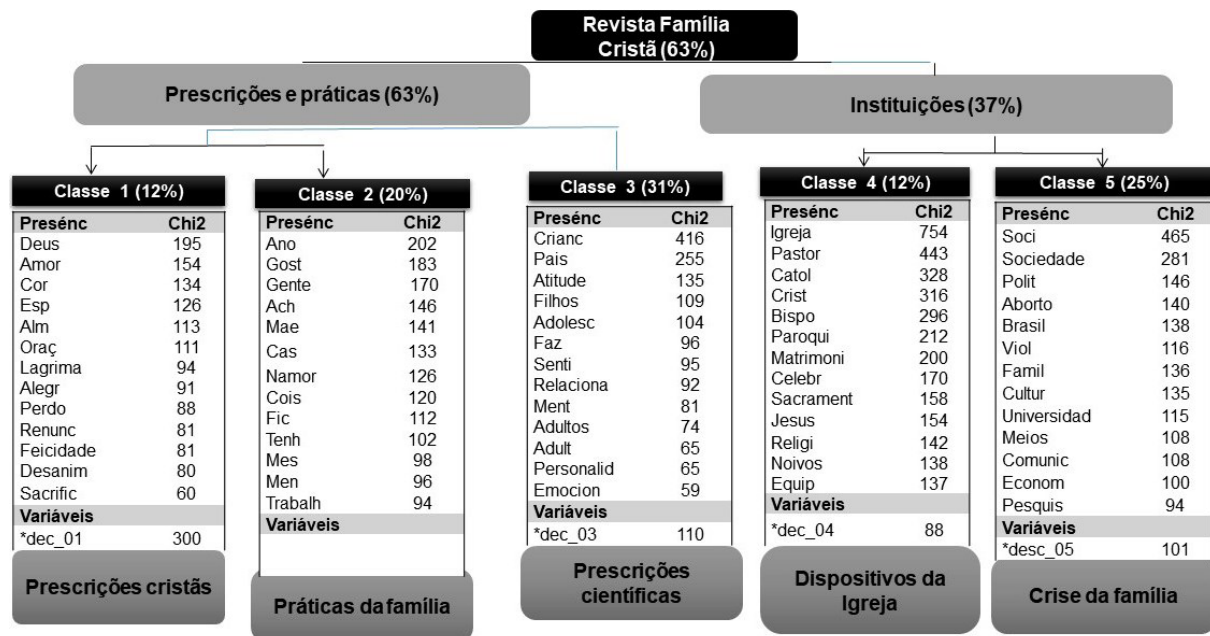 Revista Família
Cristã (63%)
Prescrições e práticas (63%)
Instituições (37%)
Classe 1 (12%)
Presénc Chi2
Deus 195
Amor 154
Cor 134
Esp 126
Alm 113
Oraç 111
Lagrima 94
Alegr 91
Perdo 88
Renunc 81
Feicidade 81
Desanim 80
Sacrific 60
Variáveis
*dec_01 300
Prescrições cristãs
Classe 2 (20%)
Presénc Chi2
Ano 202
Gost 183
Gente 170
Ach 146
Mae 141
Cas 133
Namor 126
Cois 120
Fic 112
Tenh 102
Mes 98
Men 96
Trabalh 94
Variáveis
Práticas da família
Classe 3 (31%)
Presénc Chi2
Crianc 416
Pais 255
Atitude 135
Filhos 109
Adolesc 104
Faz 96
Senti 95
Relaciona 92
Ment 81
Adultos 74
Adult 65
Personalid 65
Emocion 59
Variáveis
*dec_03 110
Prescrições
científicas
Classe 4 (12%)
Presénc Chi2
Igreja 754
Pastor 443
Catol 328
Crist 316
Bispo 296
Paroqui 212
Matrimoni 200
Celebr 170
Sacrament 158
Jesus 154
Religi 142
Noivos 138
Equip 137
Variáveis
*dec_04 88
Dispositivos da
Igreja
Classe 5 (25%)
Presénc Chi2
Soci 465
Sociedade 281
Polit 146
Aborto 140
Brasil 138
Viol 116
Famil 136
Cultur 135
Universidad 115
Meios 108
Comunic 108
Econom 100
Pesquis 94
Variáveis
*desc_05 101
Crise da família